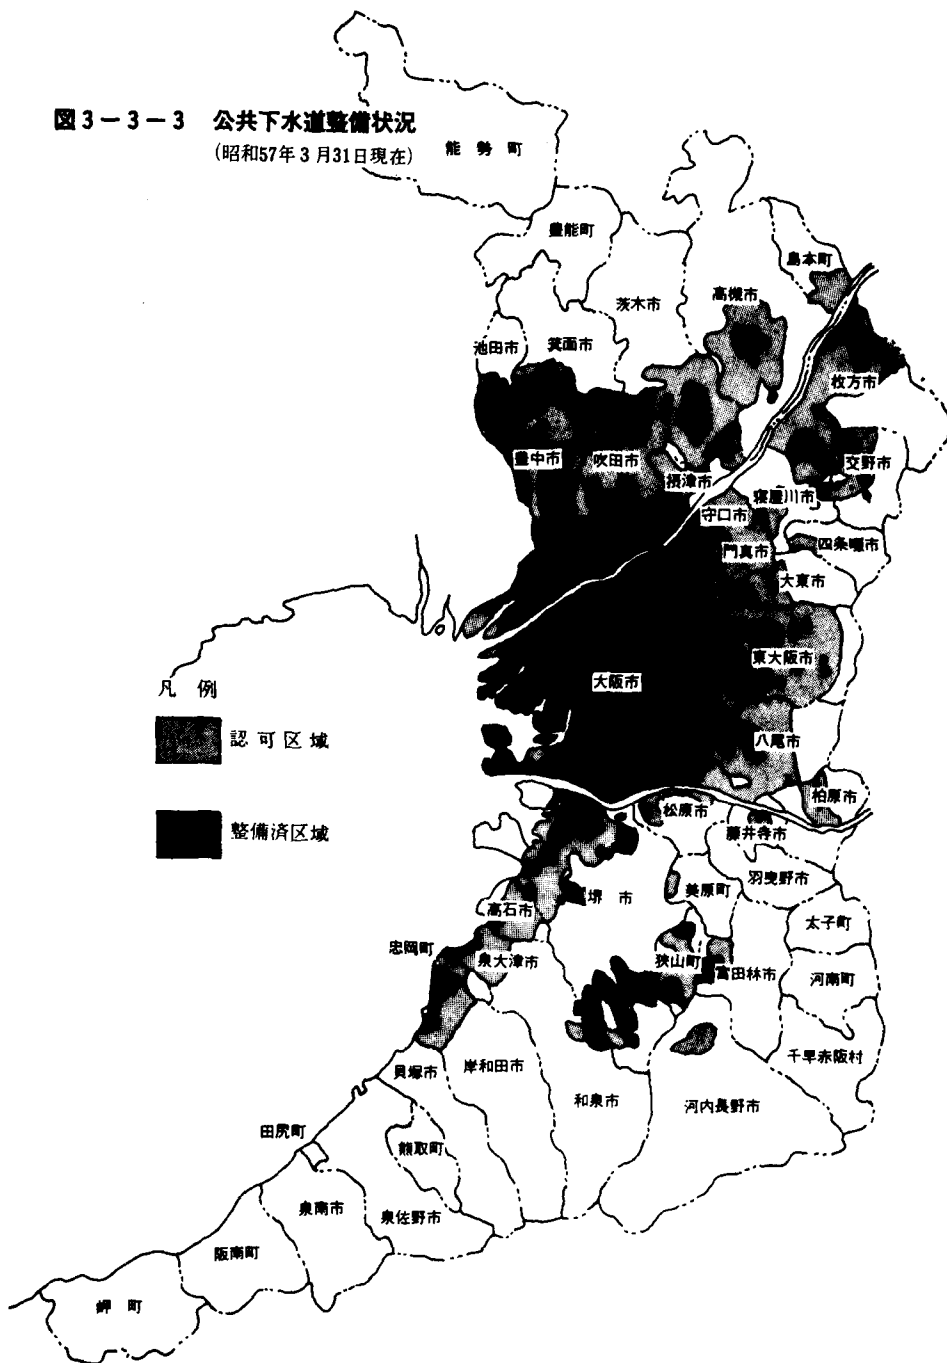 図3－3－3 公共下水道整備状況
(昭和57年3月31日現在)
能勢町
豊能町
島本町
茨木市
高槻市
池田市
箕面市
枚方市
豊中市
吹田市
摂津市
交野市
寝屋川市
守口市
門真市
四条畷市
大東市
東大阪市
大阪市
凡例
認可区域
八尾市
整備済区域
柏原市
松原市
藤井寺市
羽曳野市
堺市
美原町
高石市
太子町
忠岡町
泉大津市
狭山町
富田林市
河南町
千早赤阪村
貝塚市
岸和田市
和泉市
河内長野市
田尻町
熊取町
泉南市
泉佐野市
阪南町
岬町